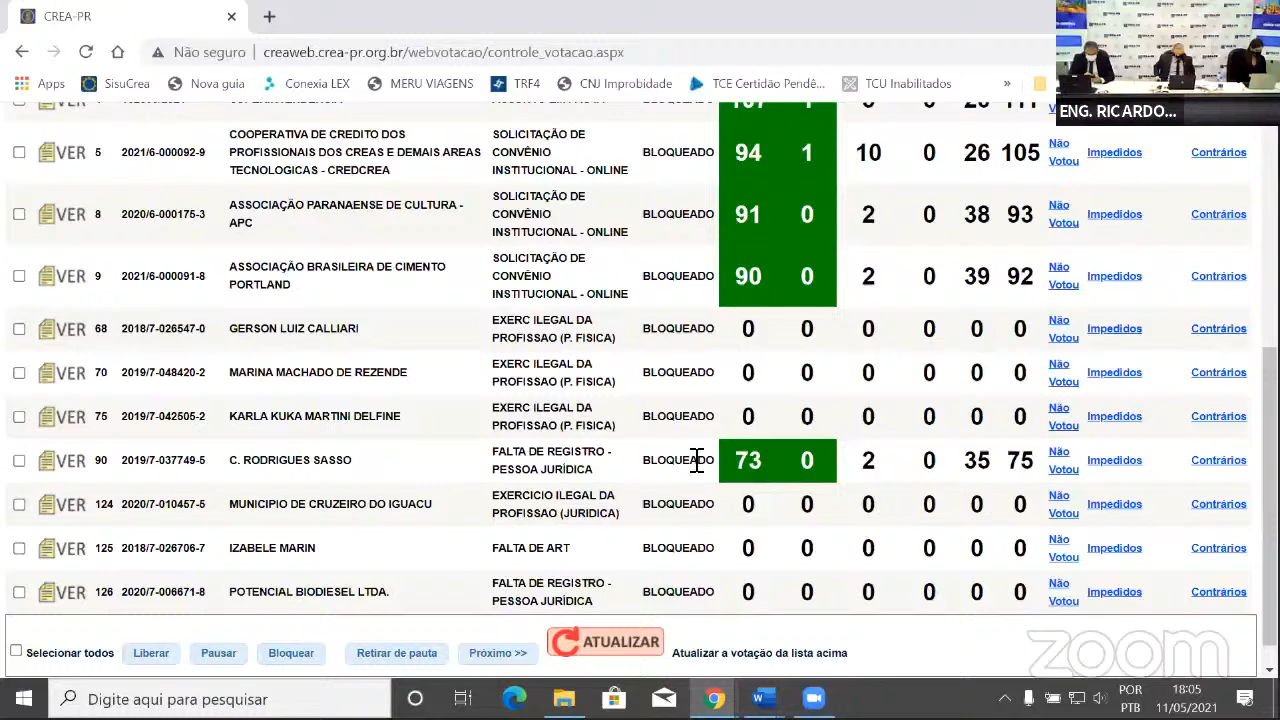 CREA-PR
Não seguro | creaweb.crea-
o.asp
Apps SisuCrea Nova guia Conexia LEX CNJ Improbidade TCE Certidão Pendê... TCU Inabilitados »
ENG. RICARDO...
COOPERATIVA DE CREDITO DOS
PROFISSIONAIS DOS CREAS E DEMAIS AREAS
TECNOLOGICAS - CREDCREA
SOLICITAÇÃO DE
CONVÊNIO
INSTITUCIONAL - ONLINE
VER 5 2021/6-000092-9 BLOQUEADO 94 1 10 0 26 105 Não Votou Impedidos Contrários
ASSOCIAÇÃO PARANAENSE DE CULTURA -
APC
SOLICITAÇÃO DE
CONVÊNIO
INSTITUCIONAL - ONLINE
VER 8 2020/6-000175-3 BLOQUEADO 91 0 2 0 38 93 Não Votou Impedidos Contrários
ASSOCIAÇÃO BRASILEIRA DE CIMENTO
PORTLAND
SOLICITAÇÃO DE
CONVÊNIO
INSTITUCIONAL - ONLINE
VER 9 2021/6-000091-8 BLOQUEADO 90 0 2 0 39 92 Não Votou Impedidos Contrários
VER 68 2018/7-026547-0 GERSON LUIZ CALLIARI
EXERC ILEGAL DA
PROFISSAO (P. FISICA)
BLOQUEADO 0 0 0 0 0 0 Não Votou Impedidos Contrários
VER 70 2019/7-048420-2 MARINA MACHADO DE REZENDE
EXERC ILEGAL DA
PROFISSAO (P. FISICA)
BLOQUEADO 0 0 0 0 0 0 Não Votou Impedidos Contrários
VER 75 2019/7-042505-2 KARLA KUKA MARTINI DELFINE
EXERC ILEGAL DA
PROFISSAO (P. FISICA)
BLOQUEADO 0 0 0 0 0 0 Não Votou Impedidos Contrários
VER 90 2019/7-037749-5 C. RODRIGUES SASSO
FALTA DE REGISTRO -
PESSOA JURÍDICA
BLOQUEADO 73 0 2 0 35 75 Não Votou Impedidos Contrários
VER 124 2020/7-010457-5 MUNICIPIO DE CRUZEIRO DO IGUACU
EXERCICIO ILEGAL DA
PROFISSAO (JURIDICA)
BLOQUEADO 0 0 0 0 0 0 Não Votou Impedidos Contrários
VER 125 2018/7-026706-7 IZABELE MARIN FALTA DE ART BLOQUEADO 0 0 0 0 0 0 Não Votou Impedidos Contrários
VER 126 2020/7-006671-8 POTENCIAL BIODIESEL LTDA.
FALTA DE REGISTRO -
PESSOA JURÍDICA
BLOQUEADO 0 0 0 0 0 0 Não Votou Impedidos Contrários
Selecionar todos Liberar Pausar Bloquear Retirar de pauta Proximo >> ATUALIZAR Atualizar a votação da lista acima
zoom
Digite aqui para pesquisar
POR
PTB
18:05
11/05/2021